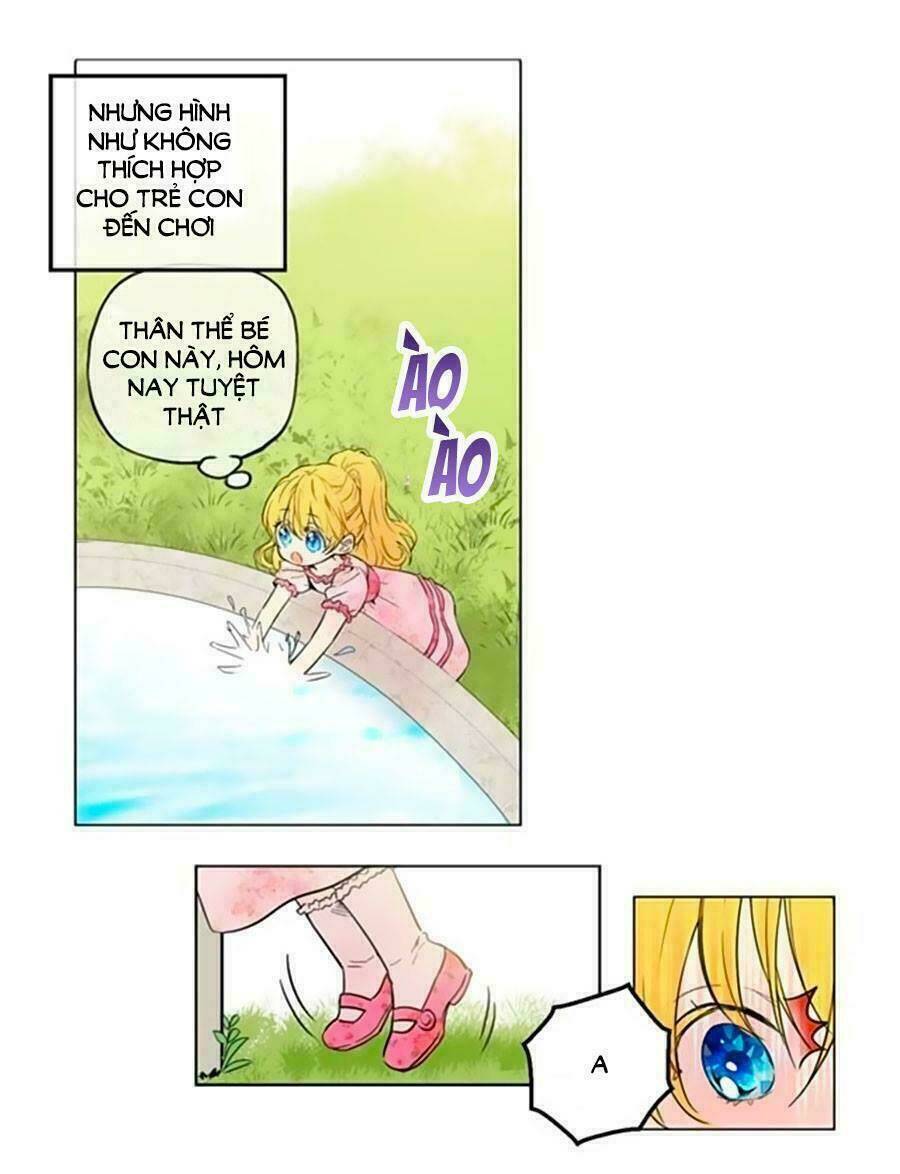 NHƯNG HÌNH
NHƯ KHÔNG
THÍCH HỢP
CHO TRẺ CON
ĐẾN CHƠI
THÂN THỂ BÉ
CON NÀY, HÔM
NAY TUYỆT
THẬT
ÀO
ÀO
A